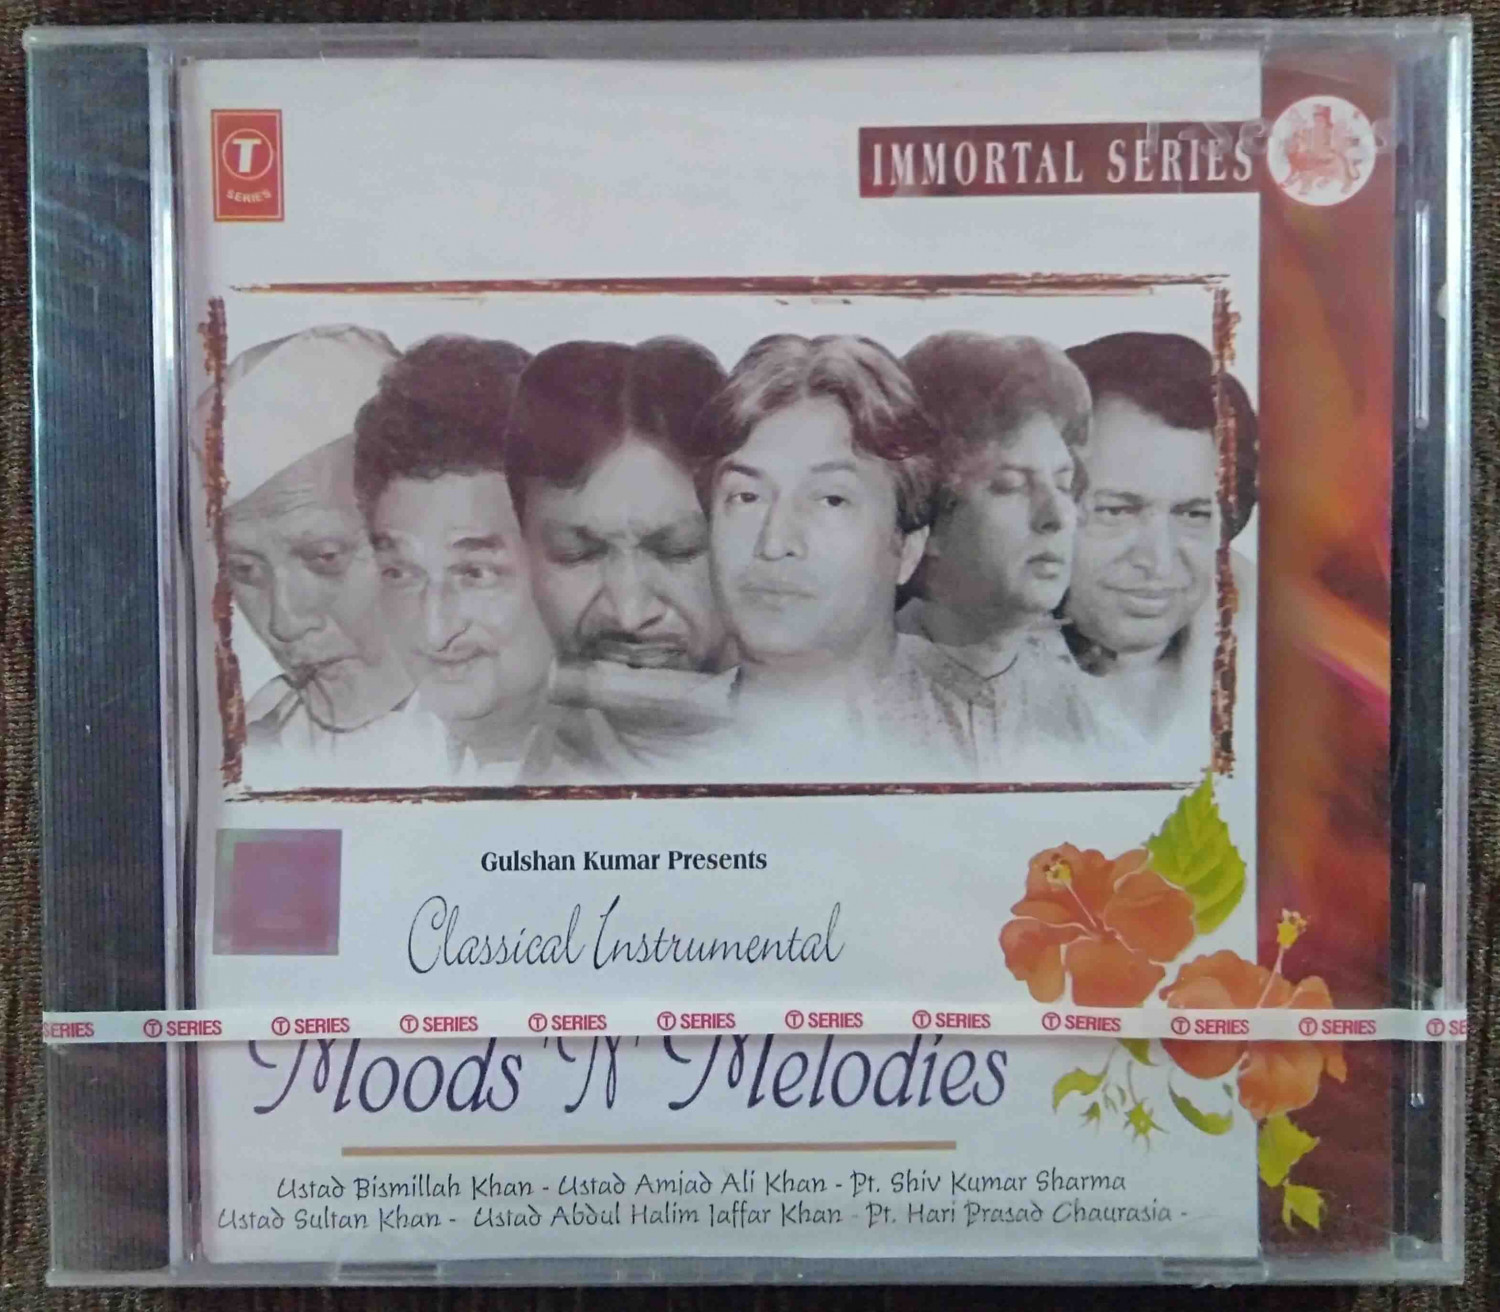 T
SERIES
IMMORTAL SERIES
Gulshan Kumar Presents
Classical Instrumental
SERIES T SERIES T SERIES T SERIES T SERIES T SERIES T SERIES T SERIES T SERIES T SERIES T SERIES T SE
Moods 'N' Melodies
Ustad Bismillah Khan - Ustad Amjad Ali Khan - Pt. Shiv Kumar Sharma
Ustad Sultan Khan - Ustad Abdul Halim Jaffar Khan - Pt. Hari Prasad Chaurasia -